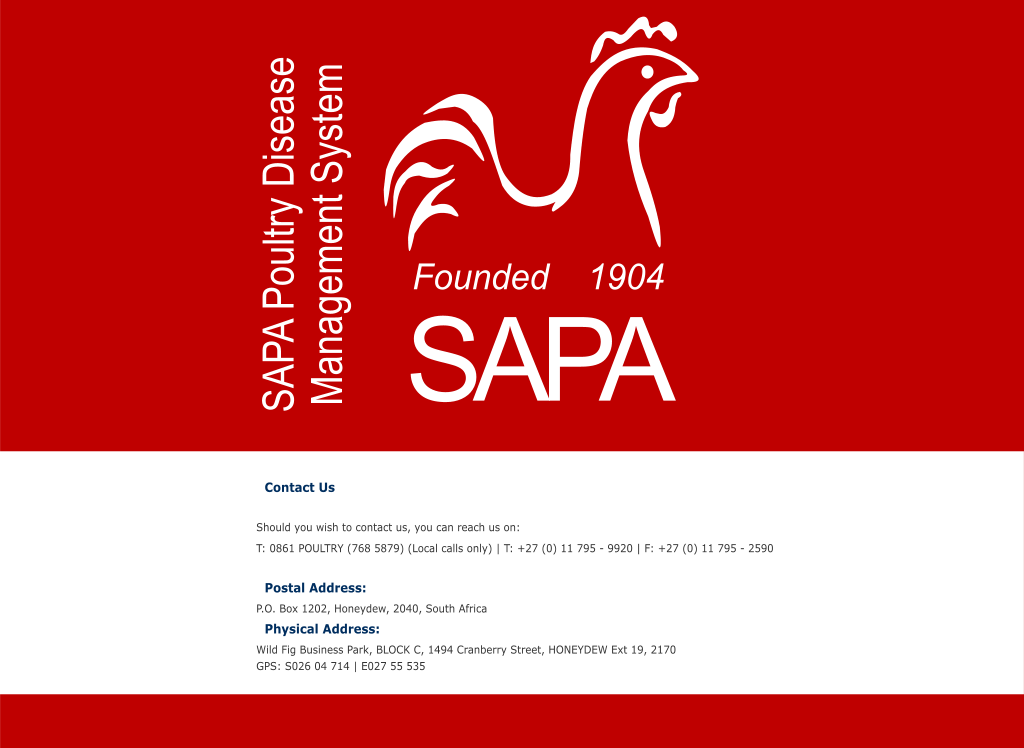 SAPA Poultry Disease
Management System
Founded 1904
SAPA
Contact Us
Should you wish to contact us, you can reach us on:
T: 0861 POULTRY (768 5879) (Local calls only) | T: +27 (0) 11 795 - 9920 | F: +27 (0) 11 795 - 2590
Postal Address:
P.O. Box 1202, Honeydew, 2040, South Africa
Physical Address:
Wild Fig Business Park, BLOCK C, 1494 Cranberry Street, HONEYDEW Ext 19, 2170
GPS: S026 04 714 | E027 55 535